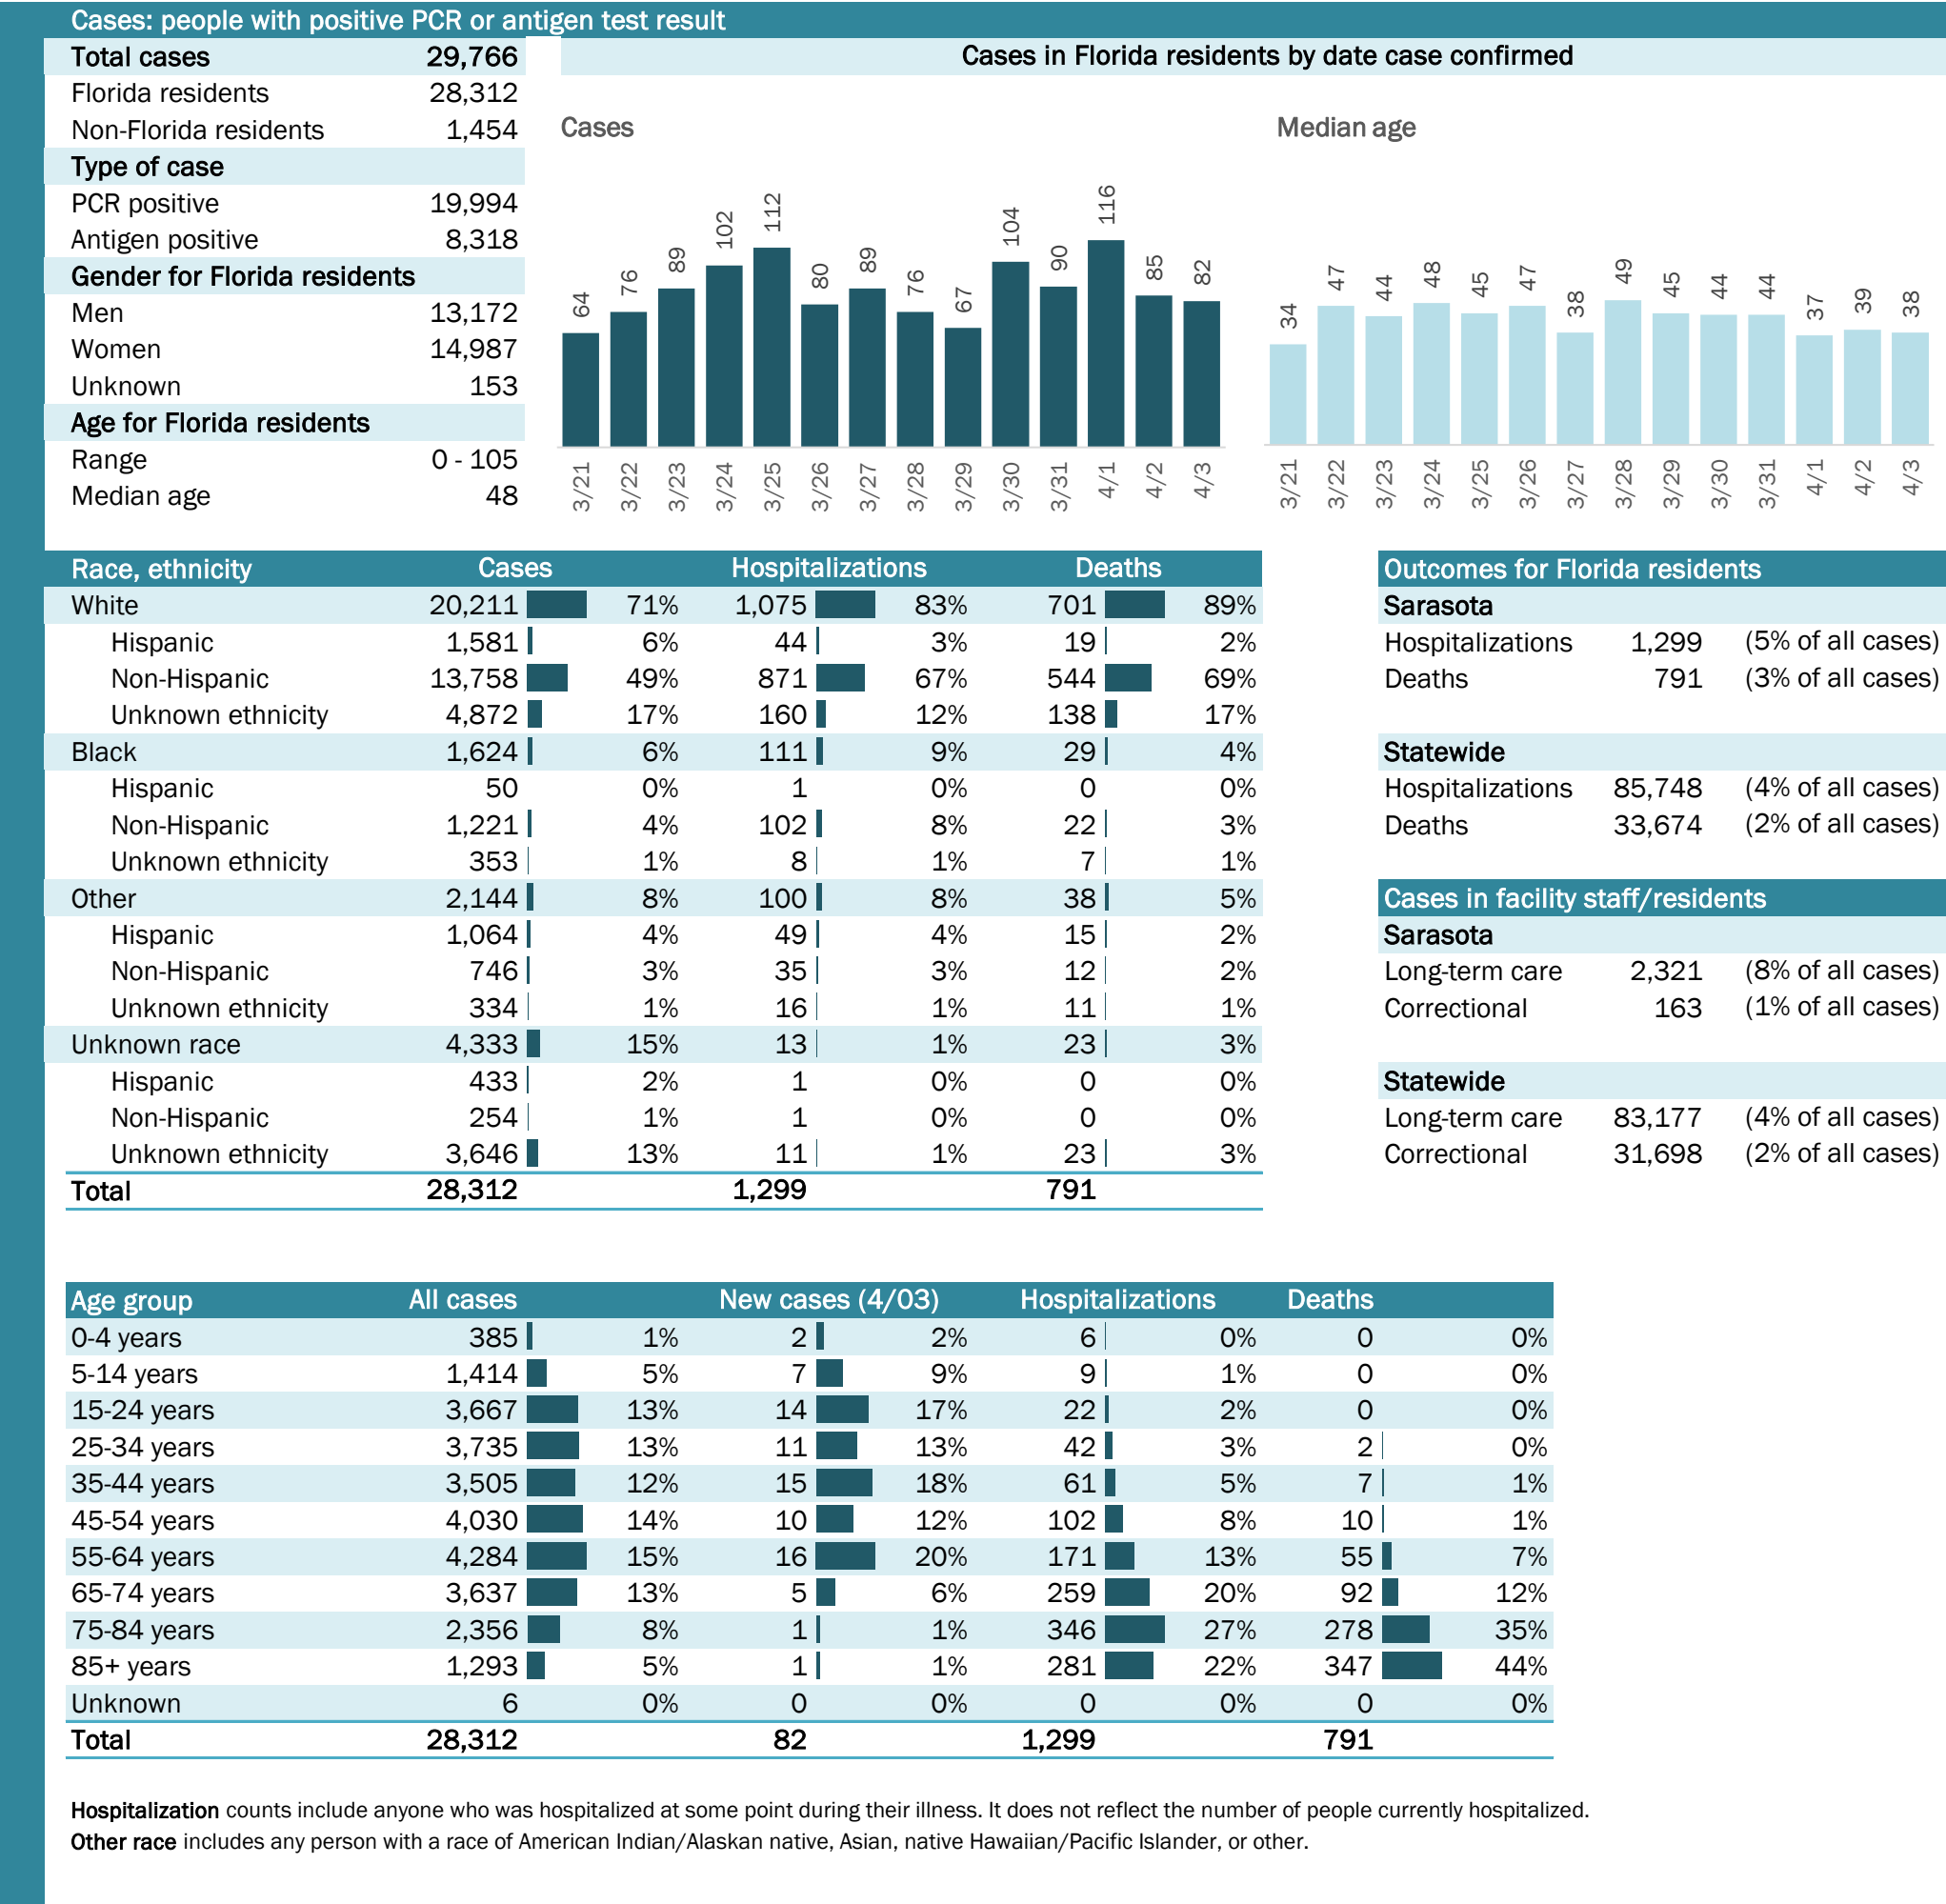 Cases: people with positive PCR or antigen test result
Total cases 29,766
Florida residents 28,312
Non-Florida residents 1,454
Type of case
PCR positive 19,994
Antigen positive 8,318
Gender for Florida residents
Men 13,172
Women 14,987
Unknown 153
Age for Florida residents
Range 0 - 105
Median age 48
Cases in Florida residents by date case confirmed
Cases
64 76 89 102 112 80 89 76 67 104 90 116 85 82
3/21 3/22 3/23 3/24 3/25 3/26 3/27 3/28 3/29 3/30 3/31 4/1 4/2 4/3
Median age
34 47 44 48 45 47 38 49 45 44 44 37 39 38
3/21 3/22 3/23 3/24 3/25 3/26 3/27 3/28 3/29 3/30 3/31 4/1 4/2 4/3
Race, ethnicity Cases Hospitalizations Deaths
White 20,211 71% 1,075 83% 701 89%
Hispanic 1,581 6% 44 3% 19 2%
Non-Hispanic 13,758 49% 871 67% 544 69%
Unknown ethnicity 4,872 17% 160 12% 138 17%
Black 1,624 6% 111 9% 29 4%
Hispanic 50 0% 1 0% 0 0%
Non-Hispanic 1,221 4% 102 8% 22 3%
Unknown ethnicity 353 1% 8 1% 7 1%
Other 2,144 8% 100 8% 38 5%
Hispanic 1,064 4% 49 4% 15 2%
Non-Hispanic 746 3% 35 3% 12 2%
Unknown ethnicity 334 1% 16 1% 11 1%
Unknown race 4,333 15% 13 1% 23 3%
Hispanic 433 2% 1 0% 0 0%
Non-Hispanic 254 1% 1 0% 0 0%
Unknown ethnicity 3,646 13% 11 1% 23 3%
Total 28,312 1,299 791
Outcomes for Florida residents
Sarasota
Hospitalizations 1,299 (5% of all cases)
Deaths 791 (3% of all cases)
Statewide
Hospitalizations 85,748 (4% of all cases)
Deaths 33,674 (2% of all cases)
Cases in facility staff/residents
Sarasota
Long-term care 2,321 (8% of all cases)
Correctional 163 (1% of all cases)
Statewide
Long-term care 83,177 (4% of all cases)
Correctional 31,698 (2% of all cases)
Age group All cases New cases (4/03) Hospitalizations Deaths
0-4 years 385 1% 2 2% 6 0% 0 0%
5-14 years 1,414 5% 7 9% 9 1% 0 0%
15-24 years 3,667 13% 14 17% 22 2% 0 0%
25-34 years 3,735 13% 11 13% 42 3% 2 0%
35-44 years 3,505 12% 15 18% 61 5% 7 1%
45-54 years 4,030 14% 10 12% 102 8% 10 1%
55-64 years 4,284 15% 16 20% 171 13% 55 7%
65-74 years 3,637 13% 5 6% 259 20% 92 12%
75-84 years 2,356 8% 1 1% 346 27% 278 35%
85+ years 1,293 5% 1 1% 281 22% 347 44%
Unknown 6 0% 0 0% 0 0% 0 0%
Total 28,312 82 1,299 791
Hospitalization counts include anyone who was hospitalized at some point during their illness. It does not reflect the number of people currently hospitalized.
Other race includes any person with a race of American Indian/Alaskan native, Asian, native Hawaiian/Pacific Islander, or other.